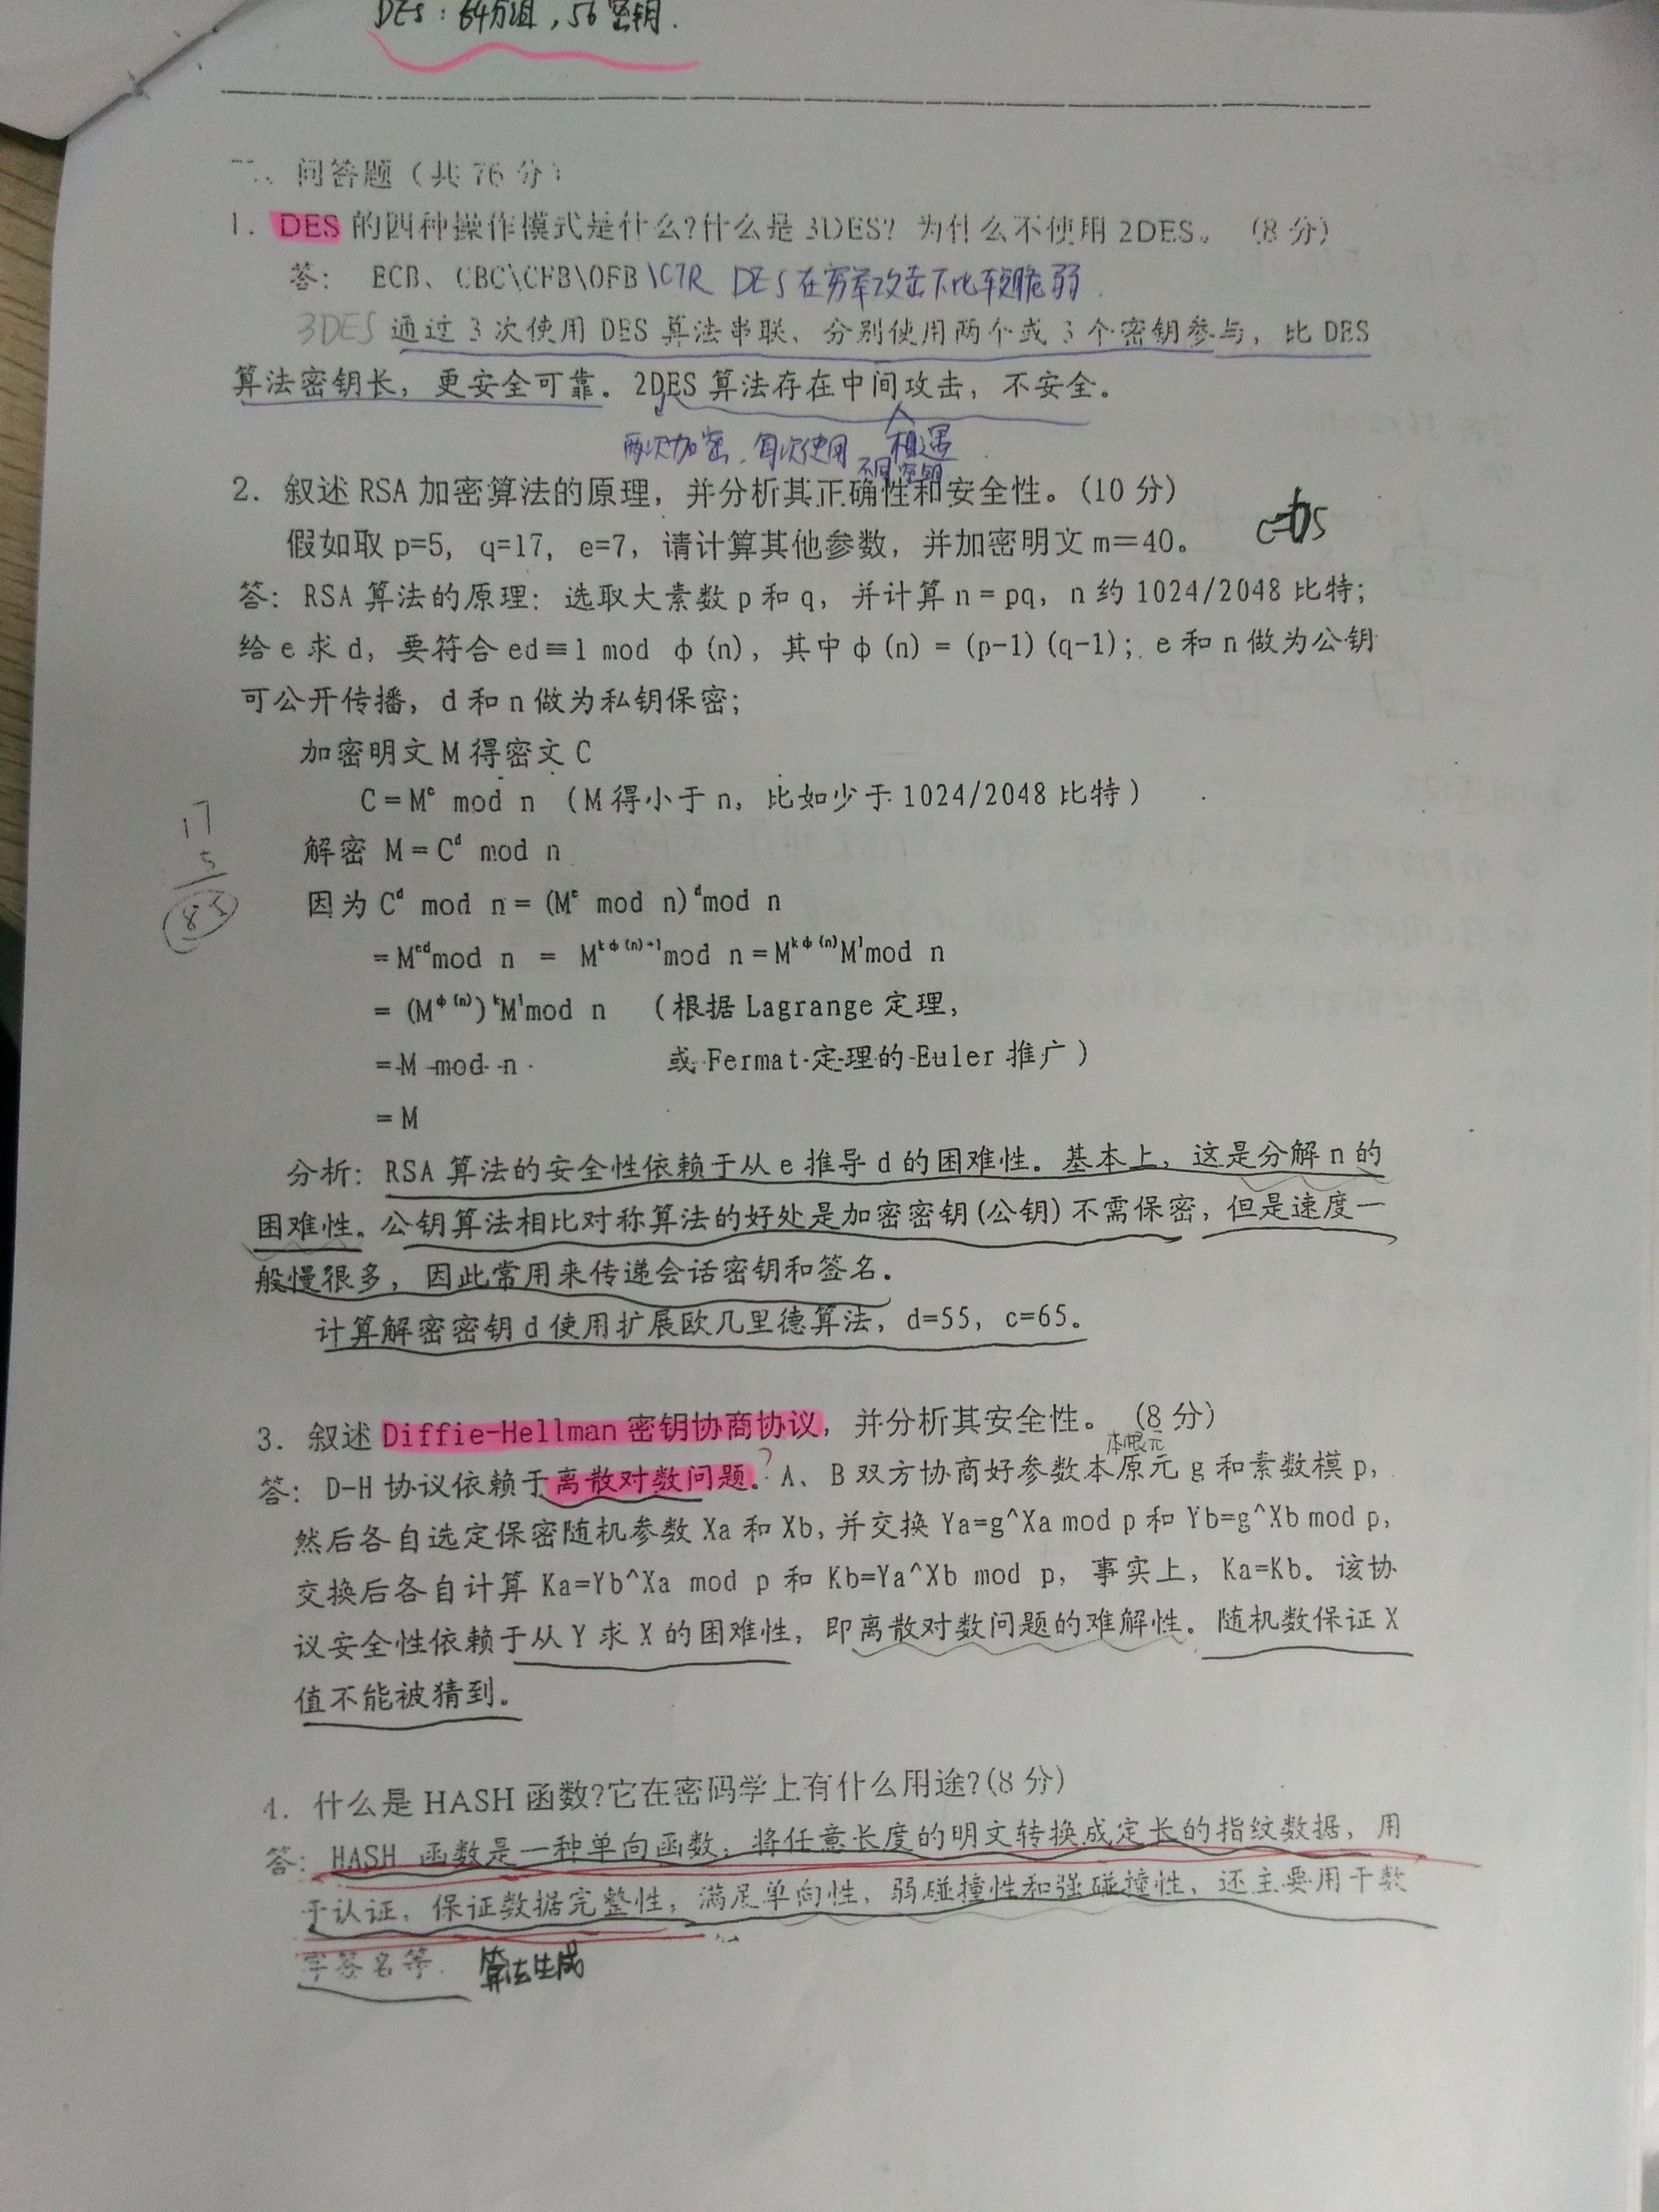 DES：64分组，56密钥.
二、问答题（共76分）
1. DES 的四种操作模式是什么?什么是 3DES? 为什么不使用 2DES。 (8 分)
答： ECB、CBC\CFB\OFB \CTR DES在穷举攻击下比较脆弱.
3DES 通过 3 次使用 DES 算法串联、分别使用两个或 3 个密钥参与，比 DES
算法密钥长，更安全可靠。2DES 算法存在中间攻击，不安全。
两次加密、每次使用 相遇
不同密钥
2. 叙述 RSA 加密算法的原理，并分析其正确性和安全性。(10 分)
假如取 p=5, q=17, e=7，请计算其他参数，并加密明文 m=40。
答：RSA 算法的原理：选取大素数 p 和 q，并计算 n = pq，n 约 1024/2048 比特；
给 e 求 d，要符合 ed≡1 mod φ(n)，其中 φ(n) = (p-1)(q-1)；e 和 n 做为公钥
可公开传播，d 和 n 做为私钥保密；
加密明文 M 得密文 C
C=Mᵉ mod n （M 得小于 n，比如少于 1024/2048 比特）
17
5
85
解密 M=Cᵈ mod n
因为 Cᵈ mod n = (Mᵉ mod n)ᵈmod n
=Mᵉᵈmod n = M^kφ(n)+1 mod n=M^kφ(n)M¹mod n
= (M^φ(n))ᵏM¹mod n （根据 Lagrange 定理，
=M mod n 或 Fermat 定理的 Euler 推广）
=M
分析：RSA 算法的安全性依赖于从 e 推导 d 的困难性。基本上，这是分解 n 的
困难性。公钥算法相比对称算法的好处是加密密钥(公钥)不需保密，但是速度一
般慢很多，因此常用来传递会话密钥和签名。
计算解密密钥 d 使用扩展欧几里德算法，d=55，c=65。
3. 叙述 Diffie-Hellman 密钥协商协议，并分析其安全性。 (8 分)
本原元
答：D-H 协议依赖于离散对数问题。? A、B 双方协商好参数本原元 g 和素数模 p，
然后各自选定保密随机参数 Xa 和 Xb，并交换 Ya=g^Xa mod p 和 Yb=g^Xb mod p，
交换后各自计算 Ka=Yb^Xa mod p 和 Kb=Ya^Xb mod p，事实上，Ka=Kb。该协
议安全性依赖于从 Y 求 X 的困难性，即离散对数问题的难解性。随机数保证 X
值不能被猜到。
4. 什么是 HASH 函数?它在密码学上有什么用途?(8 分)
答：HASH 函数是一种单向函数，将任意长度的明文转换成定长的指纹数据，用
于认证，保证数据完整性，满足单向性、弱碰撞性和强碰撞性，还主要用于数
字签名等. 算法生成